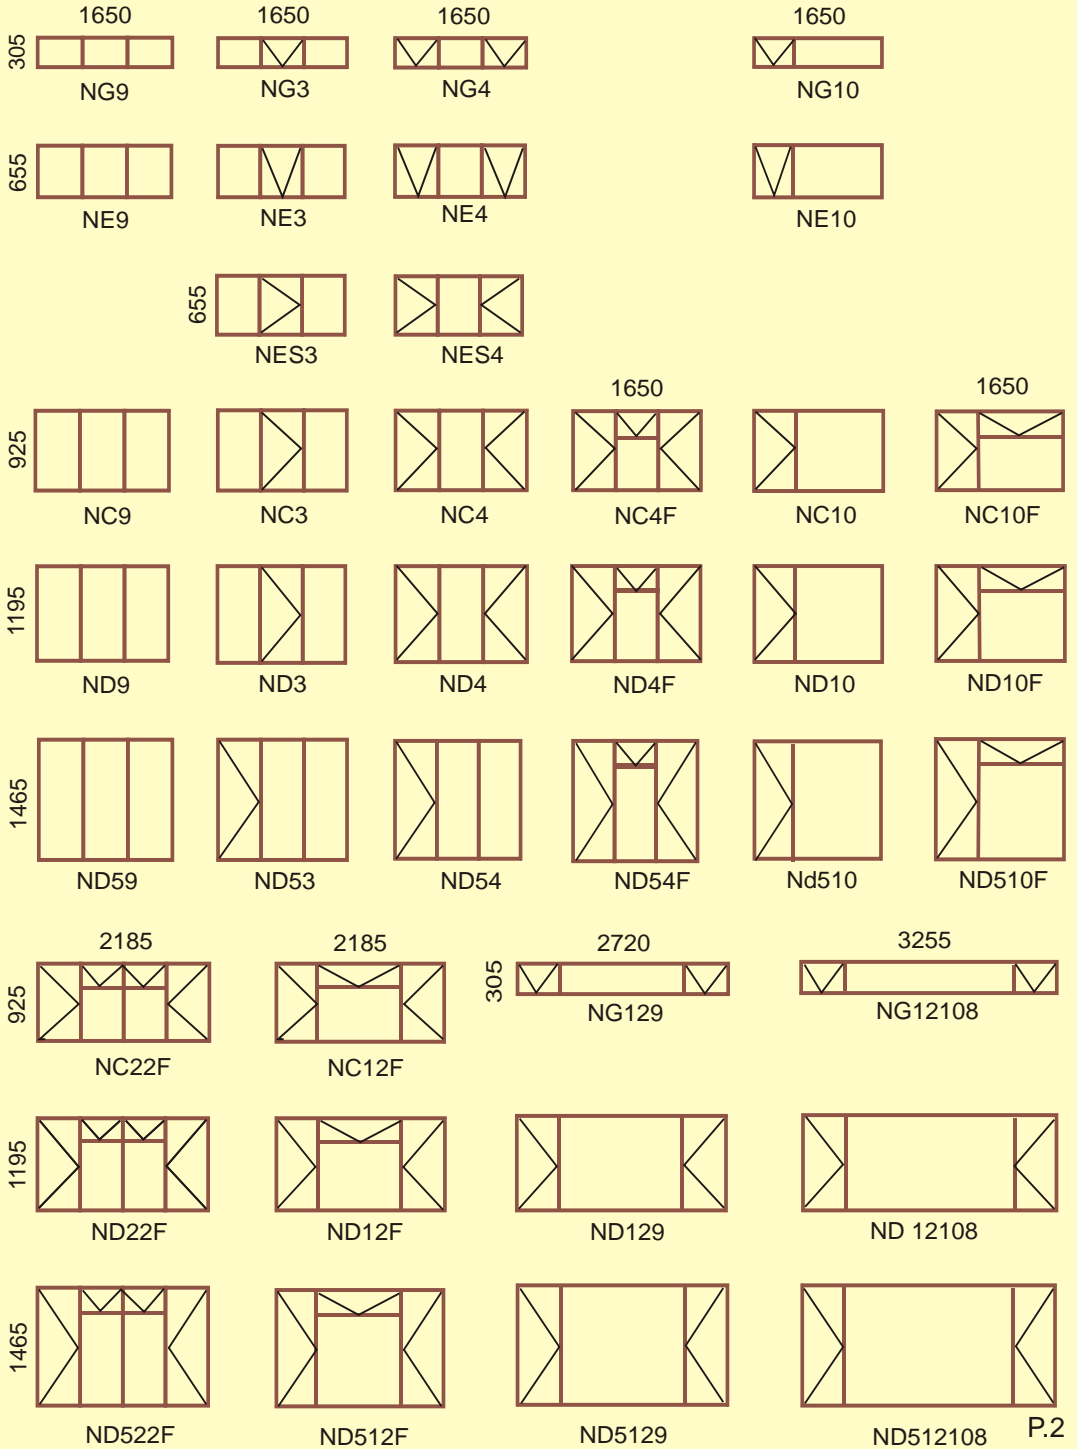 1650 1650 1650 1650
305
NG9 NG3 NG4 NG10
655
NE9 NE3 NE4 NE10
655
NES3 NES4
1650 1650
925
NC9 NC3 NC4 NC4F NC10 NC10F
1195
ND9 ND3 ND4 ND4F ND10 ND10F
1465
ND59 ND53 ND54 ND54F Nd510 ND510F
2185 2185 2720 3255
925 305
NG129 NG12108
NC22F NC12F
1195
ND22F ND12F ND129 ND 12108
1465
ND522F ND512F ND5129 ND512108
P.2